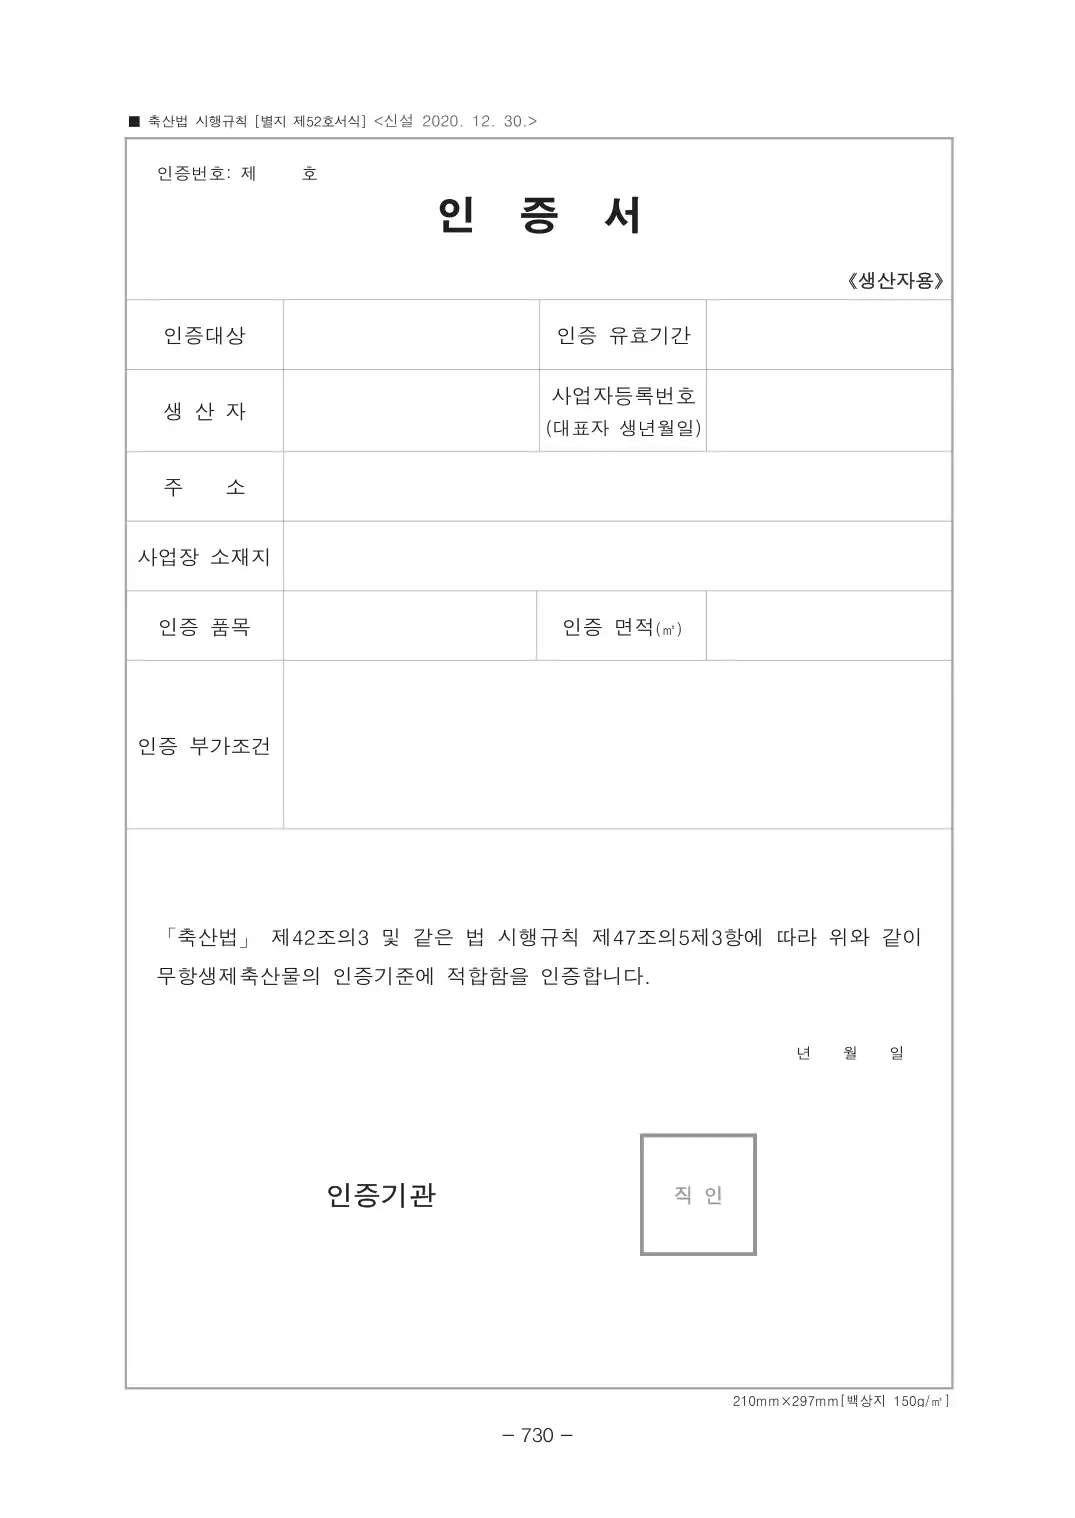 ■ 축산법 시행규칙 [별지 제52호서식] <신설 2020. 12. 30.>
인증번호: 제 호
인 증 서
《생산자용》
인증대상 인증 유효기간
생 산 자 사업자등록번호
(대표자 생년월일)
주 소
사업장 소재지
인증 품목 인증 면적(㎡)
인증 부가조건
「축산법」 제42조의3 및 같은 법 시행규칙 제47조의5제3항에 따라 위와 같이
무항생제축산물의 인증기준에 적합함을 인증합니다.
년 월 일
인증기관 직 인
210mm×297mm[백상지 150g/㎡]
- 730 -